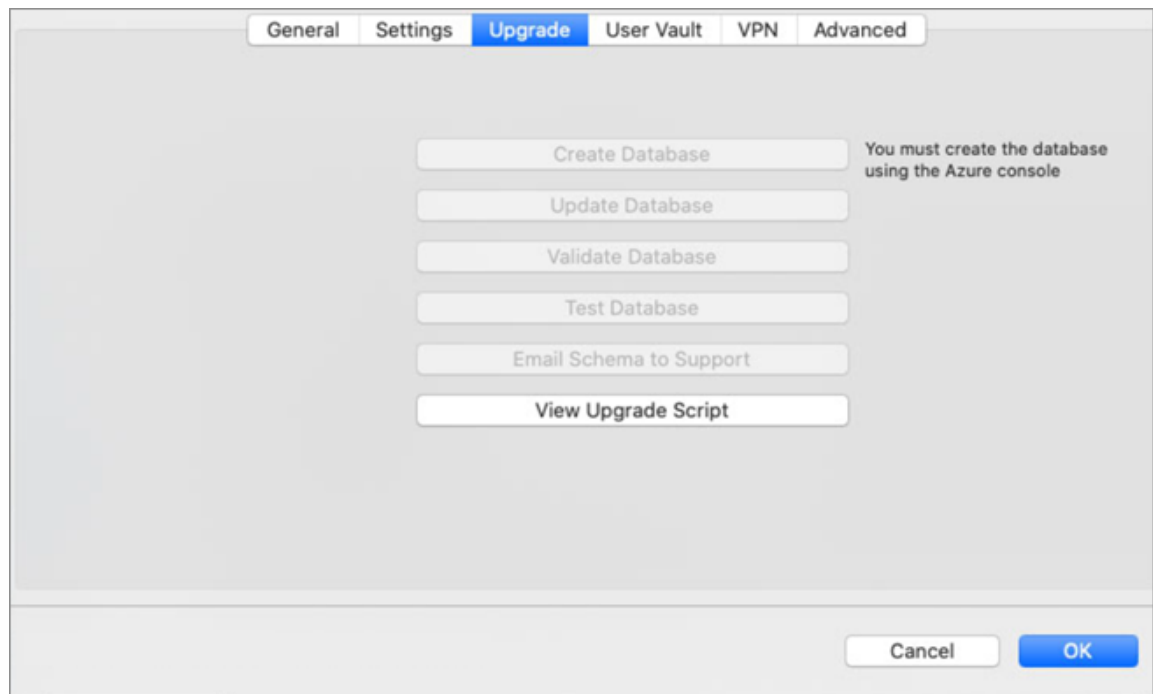 General Settings Upgrade User Vault VPN Advanced
Create Database
You must create the database
using the Azure console
Update Database
Validate Database
Test Database
Email Schema to Support
View Upgrade Script
Cancel OK